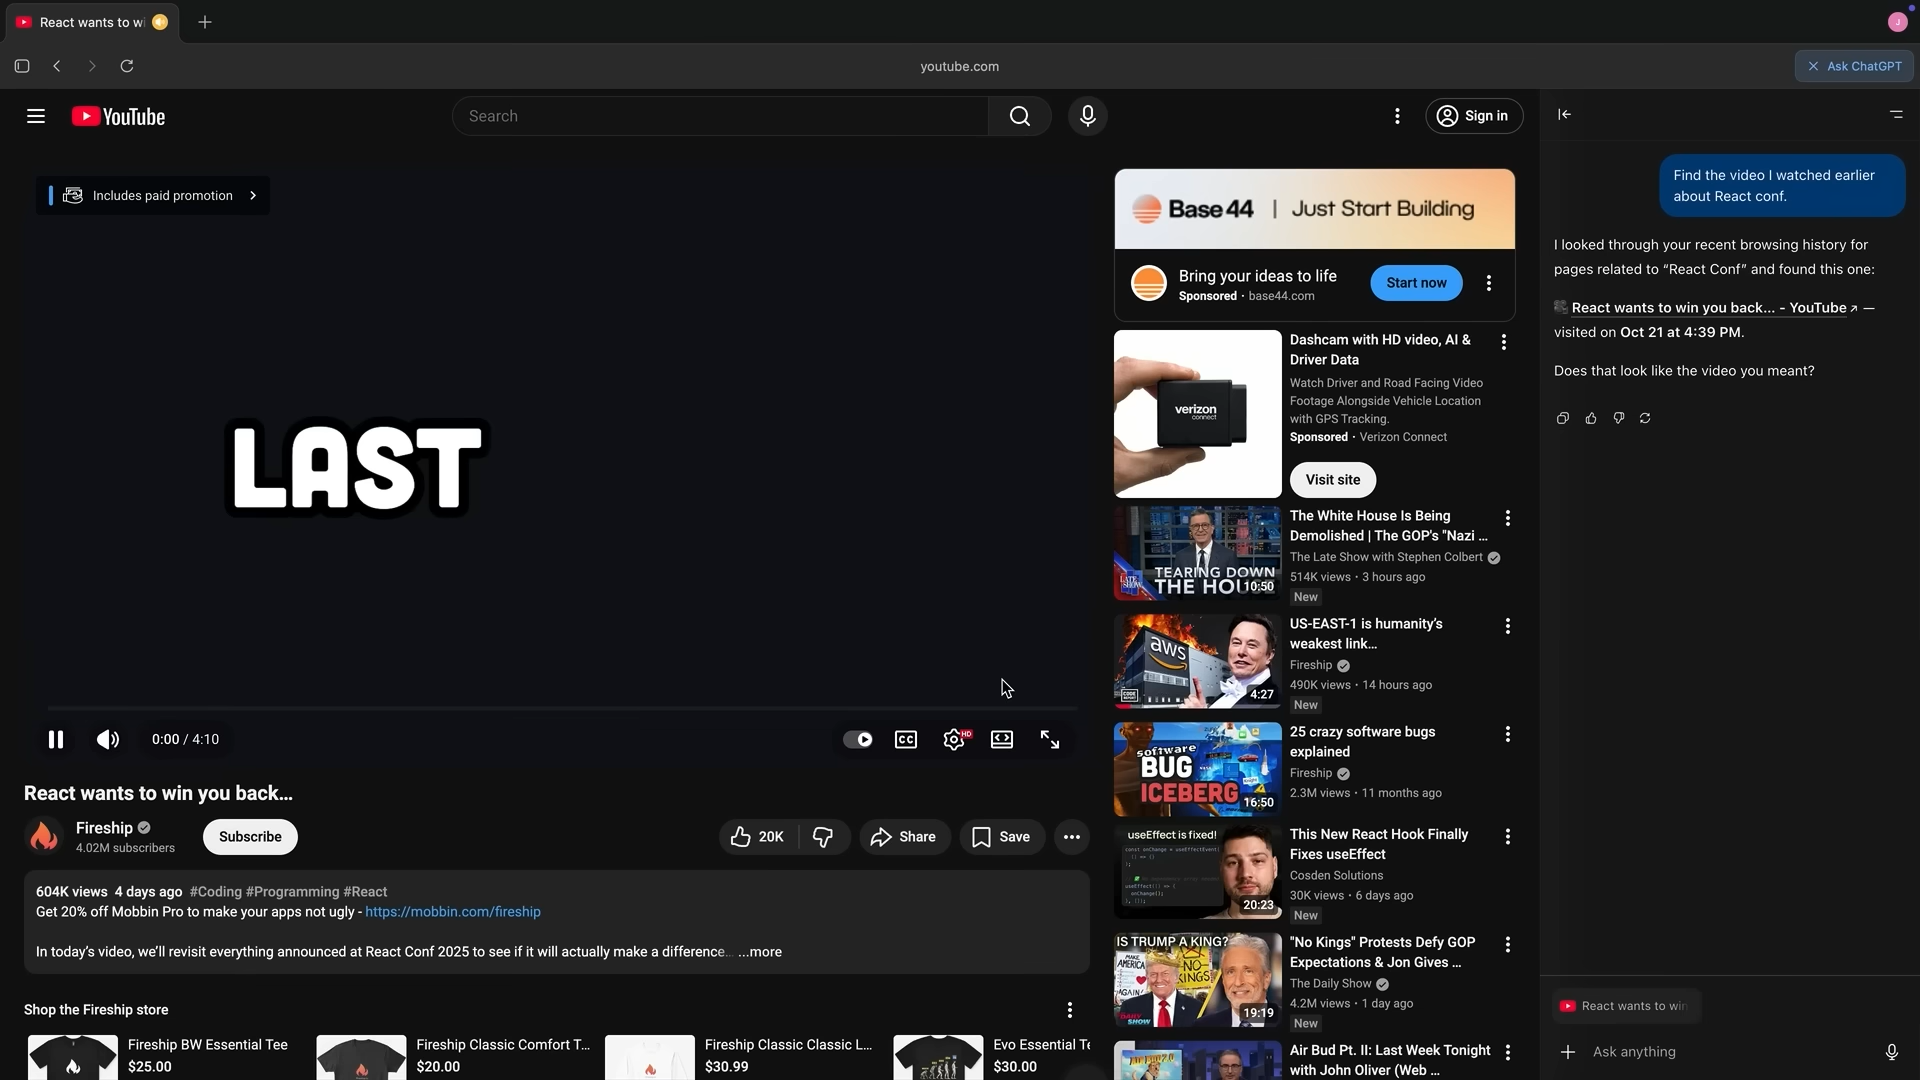 React wants to wi
youtube.com
Ask ChatGPT
J
YouTube
Search
Sign in
Includes paid promotion
LAST
0:00 / 4:10
CC
HD
React wants to win you back...
Fireship
4.02M subscribers
Subscribe
20K
Share
Save
604K views 4 days ago #Coding #Programming #React
Get 20% off Mobbin Pro to make your apps not ugly - https://mobbin.com/fireship
In today's video, we'll revisit everything announced at React Conf 2025 to see if it will actually make a difference... ...more
Shop the Fireship store
Fireship BW Essential Tee
$25.00
Fireship Classic Comfort T...
$20.00
Fireship Classic Classic L...
$30.99
Evo Essential Te
$30.00
Base 44 | Just Start Building
Bring your ideas to life
Sponsored · base44.com
Start now
verizon
connect
Dashcam with HD video, AI &
Driver Data
Watch Driver and Road Facing Video
Footage Alongside Vehicle Location
with GPS Tracking.
Sponsored · Verizon Connect
Visit site
TEARING DOWN
THE HOU
10:50
The White House Is Being
Demolished | The GOP's "Nazi ...
The Late Show with Stephen Colbert
514K views · 3 hours ago
New
aws
4:27
US-EAST-1 is humanity's
weakest link...
Fireship
490K views · 14 hours ago
New
software
BUG
ICEBERG
16:50
25 crazy software bugs
explained
Fireship
2.3M views · 11 months ago
useEffect is fixed!
20:23
This New React Hook Finally
Fixes useEffect
Cosden Solutions
30K views · 6 days ago
New
IS TRUMP A KING?
MAKE
AMERICA
AGAIN
NO
KINGS
DAILY
SHOW
19:19
"No Kings" Protests Defy GOP
Expectations & Jon Gives ...
The Daily Show
4.2M views · 1 day ago
New
Air Bud Pt. II: Last Week Tonight
with John Oliver (Web ...
Find the video I watched earlier
about React conf.
I looked through your recent browsing history for
pages related to “React Conf” and found this one:
React wants to win you back... - YouTube ↗ —
visited on Oct 21 at 4:39 PM.
Does that look like the video you meant?
React wants to win
Ask anything